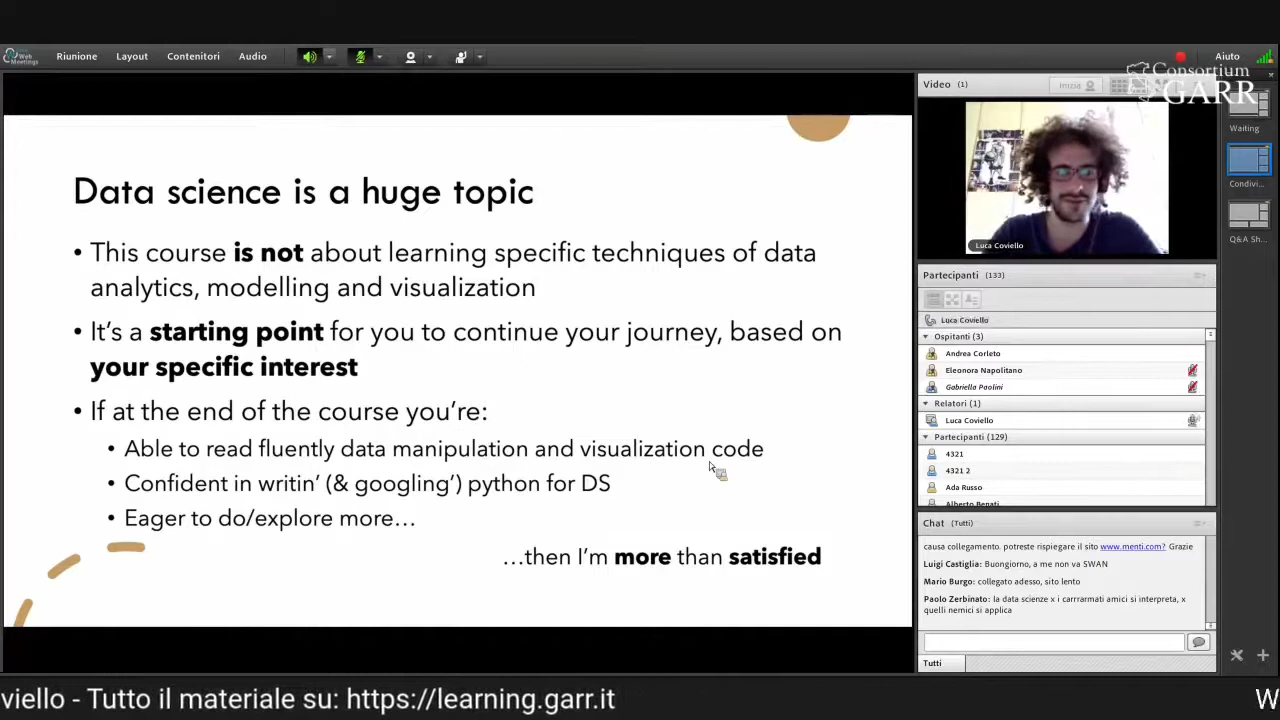 Web
Meetings
Riunione
Layout
Contenitori
Audio
Aiuto
Consortium
GARR
Data science is a huge topic
• This course is not about learning specific techniques of data
analytics, modelling and visualization
• It's a starting point for you to continue your journey, based on
your specific interest
• If at the end of the course you're:
• Able to read fluently data manipulation and visualization code
• Confident in writin' (& googling') python for DS
• Eager to do/explore more...
...then I'm more than satisfied
Video (1)
Inizia
Luca Coviello
Partecipanti (133)
Luca Coviello
Ospitanti (3)
Andrea Corleto
Eleonora Napolitano
Gabriella Paolini
Relatori (1)
Luca Coviello
Partecipanti (129)
4321
4321 2
Ada Russo
Alberto Benati
Chat (Tutti)
causa collegamento. potreste rispiegare il sito www.menti.com? Grazie
Luigi Castiglia: Buongiorno, a me non va SWAN
Mario Burgo: collegato adesso, sito lento
Paolo Zerbinato: la data scienze x i carrarmati amici si interpreta, x
quelli nemici si applica
Tutti
Waiting
Condivi...
Q&A Sh...
viello - Tutto il materiale su: https://learning.garr.it
W